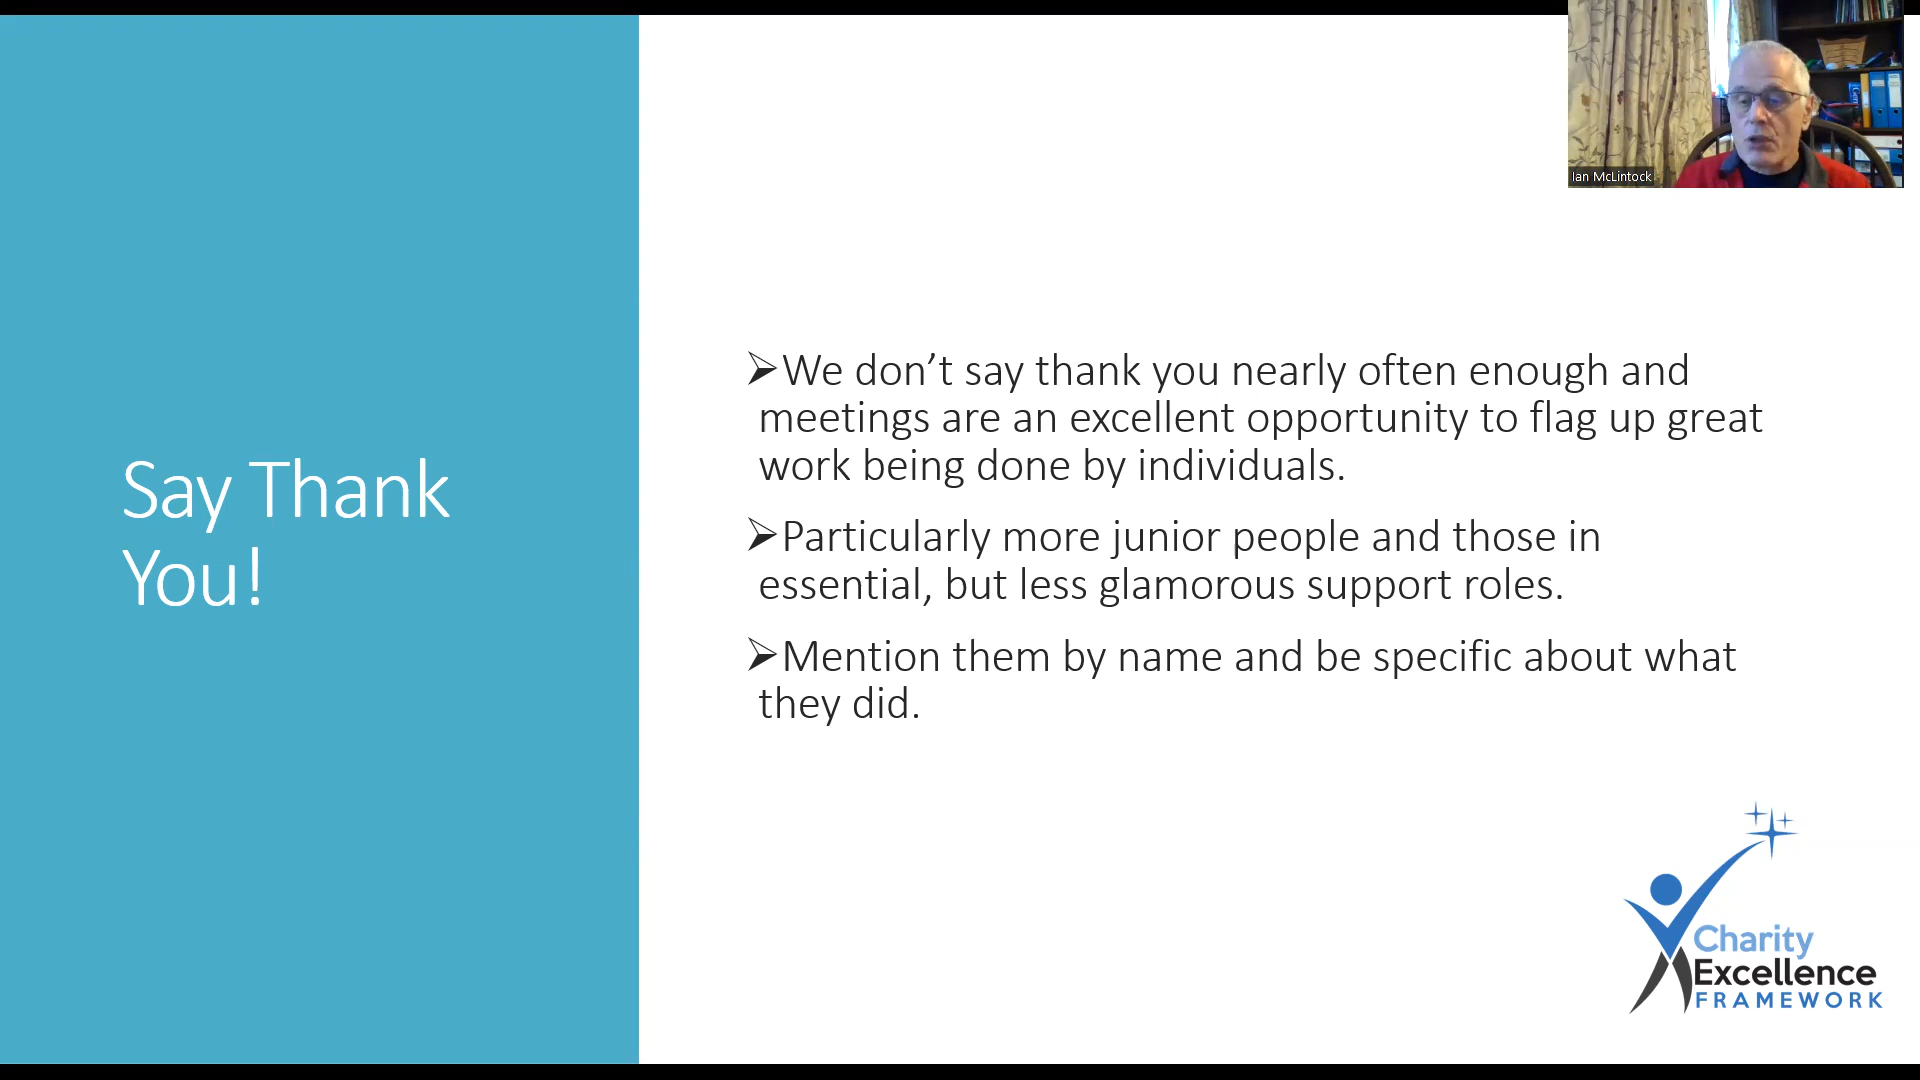 Ian McLintock
Say Thank
You!
➢We don’t say thank you nearly often enough and
meetings are an excellent opportunity to flag up great
work being done by individuals.
➢Particularly more junior people and those in
essential, but less glamorous support roles.
➢Mention them by name and be specific about what
they did.
Charity
Excellence
FRAMEWORK